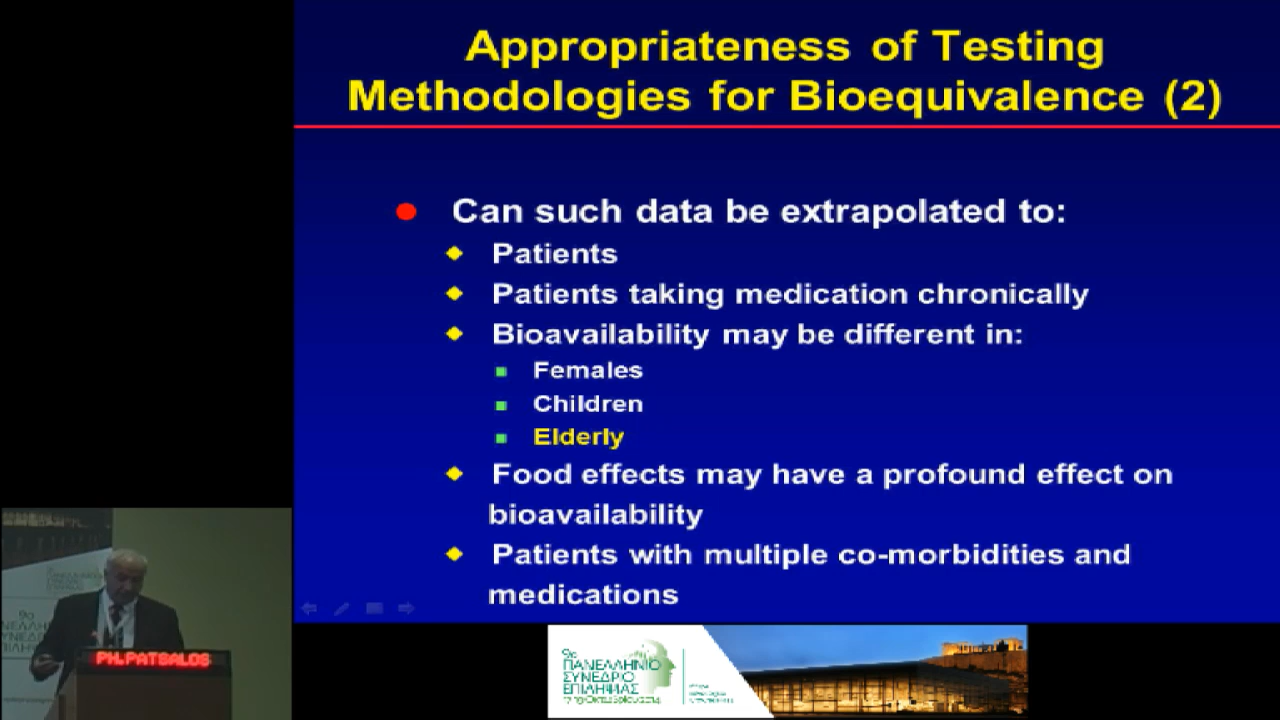 Appropriateness of Testing
Methodologies for Bioequivalence (2)
Can such data be extrapolated to:
Patients
Patients taking medication chronically
Bioavailability may be different in:
Females
Children
Elderly
Food effects may have a profound effect on
bioavailability
Patients with multiple co-morbidities and
medications
PH.PATSALOS
9ο
ΠΑΝΕΛΛΗΝΙΟ
ΣΥΝΕΔΡΙΟ
ΕΠΙΛΗΨΙΑΣ